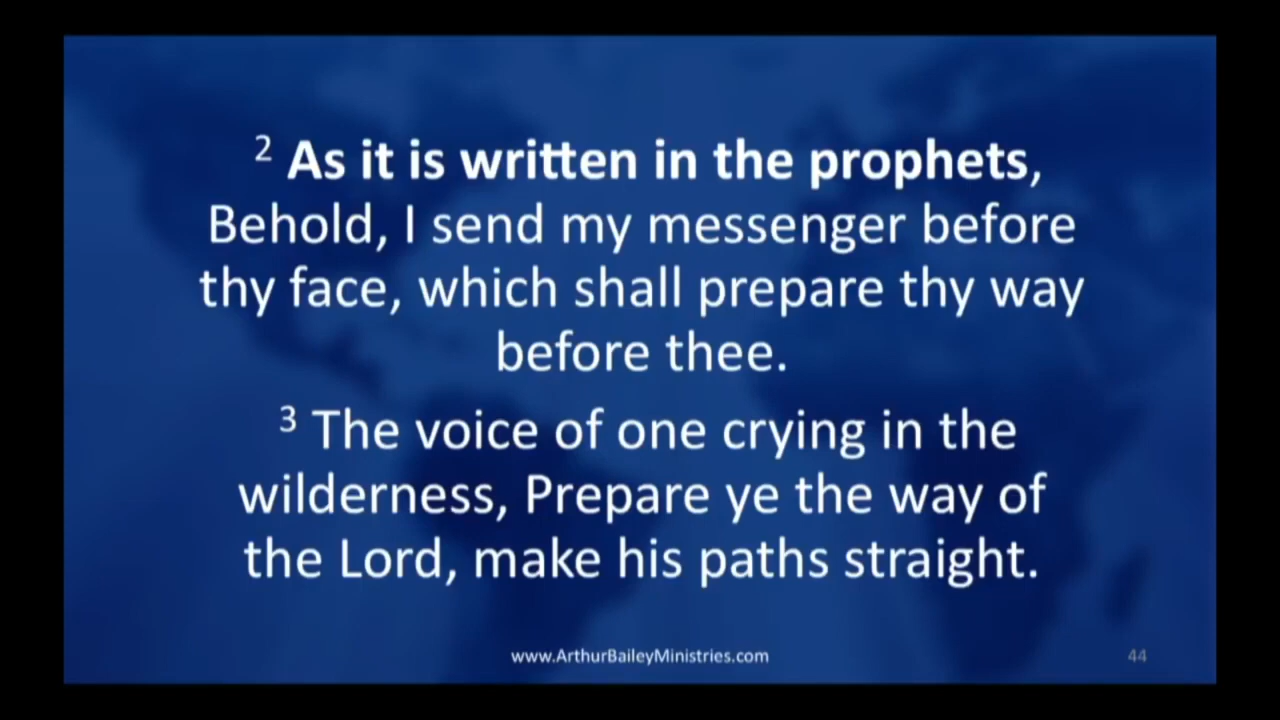 2 As it is written in the prophets,
Behold, I send my messenger before
thy face, which shall prepare thy way
before thee.
3 The voice of one crying in the
wilderness, Prepare ye the way of
the Lord, make his paths straight.
www.ArthurBaileyMinistries.com
44